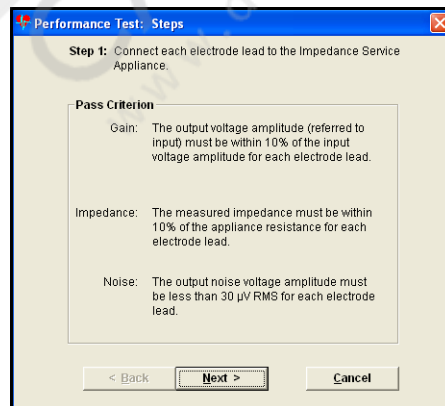 Performance Test: Steps
Step 1: Connect each electrode lead to the Impedance Service
Appliance.
Pass Criterion
Gain: The output voltage amplitude (referred to
input) must be within 10% of the input
voltage amplitude for each electrode lead.
Impedance: The measured impedance must be within
10% of the appliance resistance for each
electrode lead.
Noise: The output noise voltage amplitude must
be less than 30 µV RMS for each electrode
lead.
< Back Next > Cancel